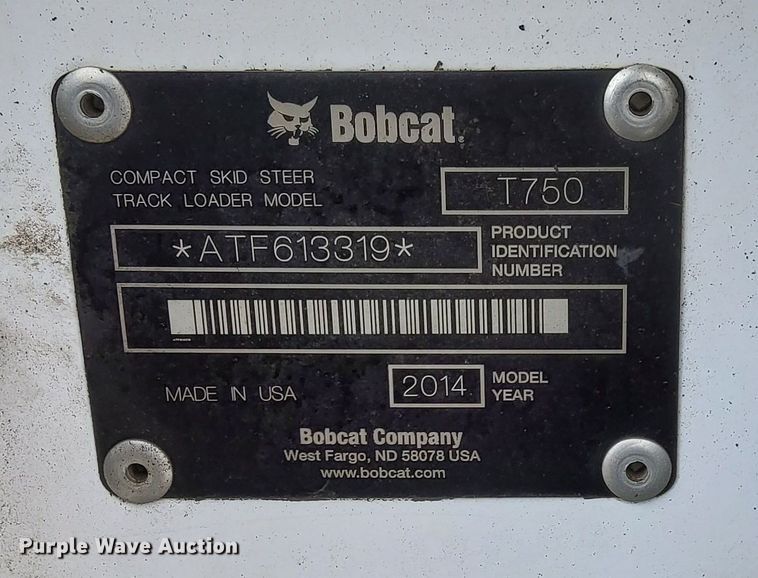 Bobcat®
COMPACT SKID STEER
TRACK LOADER MODEL
T750
*ATF613319*
PRODUCT
IDENTIFICATION
NUMBER
MADE IN USA
2014
MODEL
YEAR
Bobcat Company
West Fargo, ND 58078 USA
www.bobcat.com
Purple Wave Auction